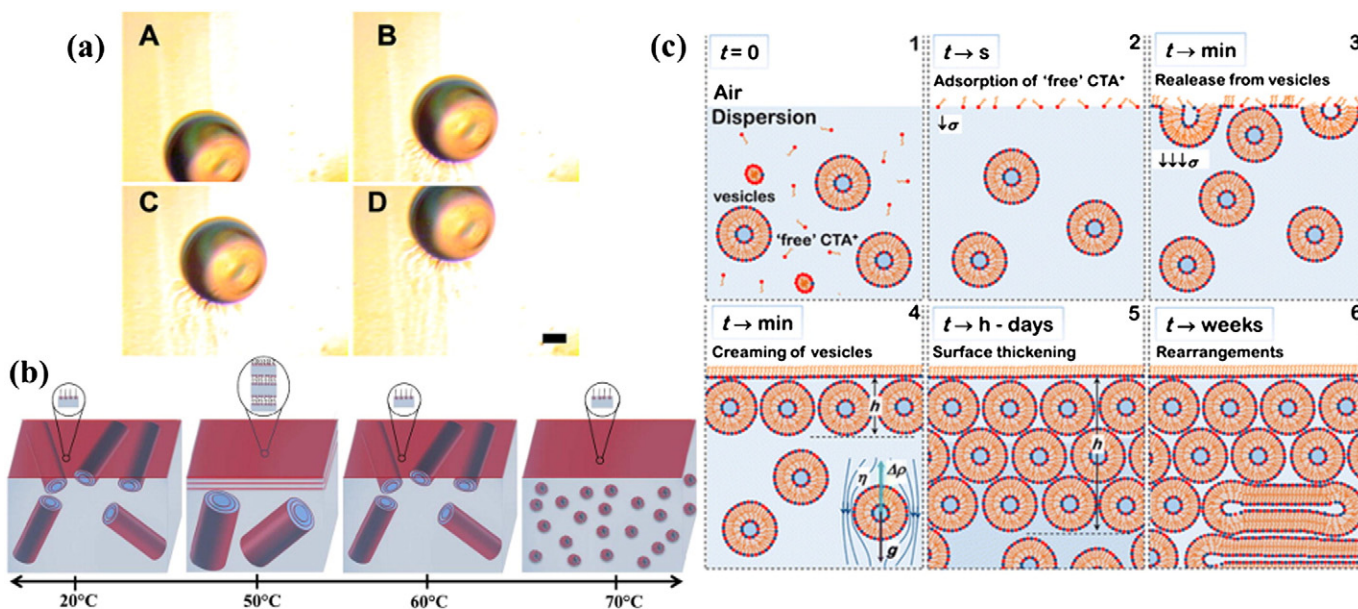 (a)
A
B
C
D
(b)
20°C
50°C
60°C
70°C
(c)
t = 0
1
Air
Dispersion
vesicles
'free' CTA⁺
t → s
2
Adsorption of 'free' CTA⁺
↓σ
t → min
3
Realease from vesicles
↓↓↓σ
t → min
4
Creaming of vesicles
h
η
Δρ
g
t → h - days
5
Surface thickening
h
t → weeks
6
Rearrangements